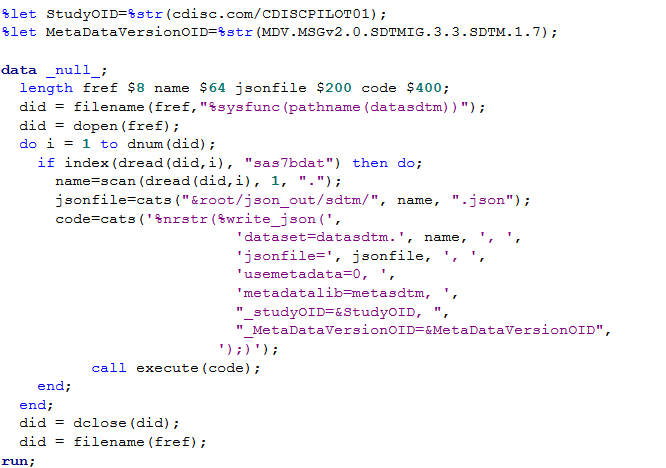 %let StudyOID=%str(cdisc.com/CDISCPILOT01);
%let MetaDataVersionOID=%str(MDV.MSGv2.0.SDTMIG.3.3.SDTM.1.7);

data _null_;
  length fref $8 name $64 jsonfile $200 code $400;
  did = filename(fref,"%sysfunc(pathname(datasdtm))");
  did = dopen(fref);
  do i = 1 to dnum(did);
    if index(dread(did,i), "sas7bdat") then do;
      name=scan(dread(did,i), 1, ".");
      jsonfile=cats("&root/json_out/sdtm/", name, ".json");
      code=cats('%nrstr(%write_json(',
                          'dataset=datasdtm.', name, ', ',
                          'jsonfile=', jsonfile, ', ',
                          'usemetadata=0, ',
                          'metadatalib=metasdtm, ',
                          "_studyOID=&StudyOID, ",
                          "_MetaDataVersionOID=&MetaDataVersionOID",
                        ');)');
          call execute(code);
    end;
  end;
  did = dclose(did);
  did = filename(fref);
run;